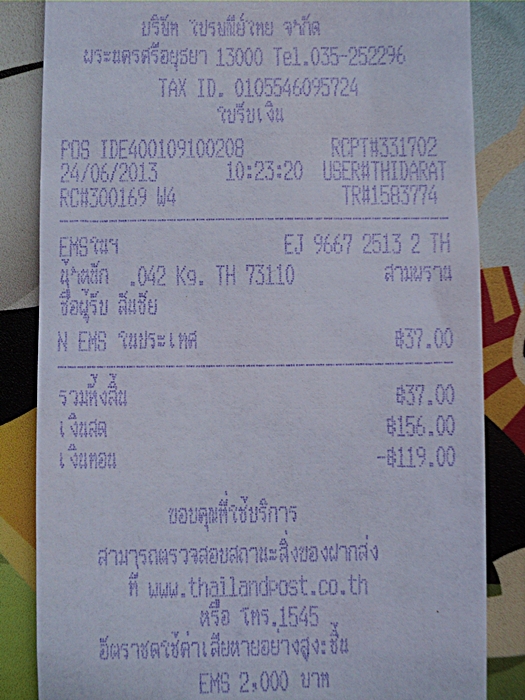 บริษัท ไปรษณีย์ไทย จำกัด
พระนครศรีอยุธยา 13000 Tel.035-252296
TAX ID. 0105546095724
ใบรับเงิน
POS IDE400109100208 RCPT#331702
24/06/2013 10:23:20 USER#THIDARAT
RC#300169 W4 TR#1583774
EMSในฯ EJ 9667 2513 2 TH
น้ำหนัก .042 Kg. TH 73110 สามพราน
ชื่อผู้รับ สันชัย
N EMS ในประเทศ ฿37.00
รวมทั้งสิ้น ฿37.00
เงินสด ฿156.00
เงินทอน -฿119.00
ขอบคุณที่ใช้บริการ
สามารถตรวจสอบสถานะสิ่งของฝากส่ง
ที่ www.thailandpost.co.th
หรือ โทร.1545
อัตราชดใช้ค่าเสียหายอย่างสูง:ชิ้น
EMS 2,000 บาท